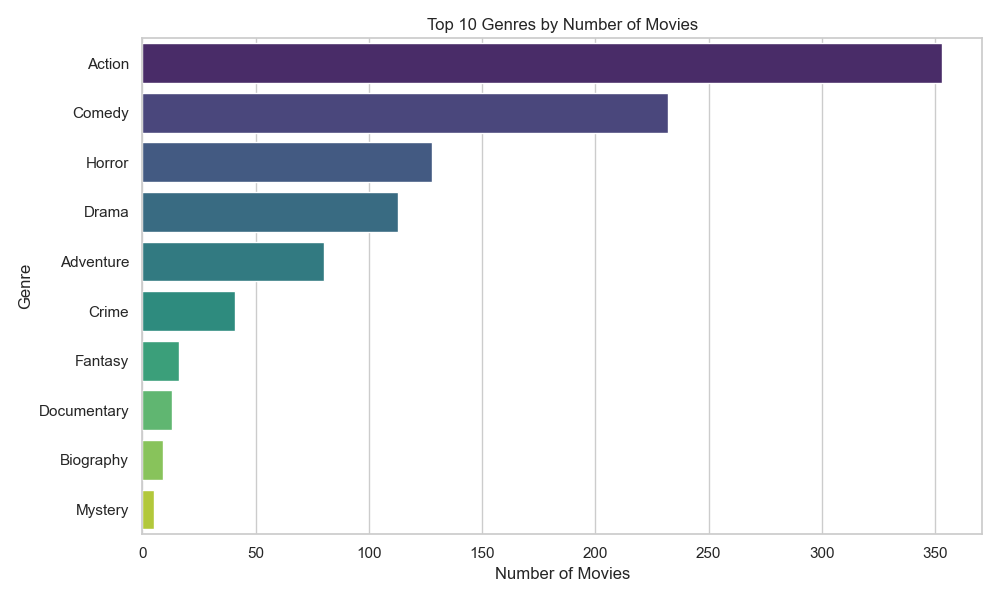 Top 10 Genres by Number of Movies
Genre
Action
Comedy
Horror
Drama
Adventure
Crime
Fantasy
Documentary
Biography
Mystery
0 50 100 150 200 250 300 350
Number of Movies